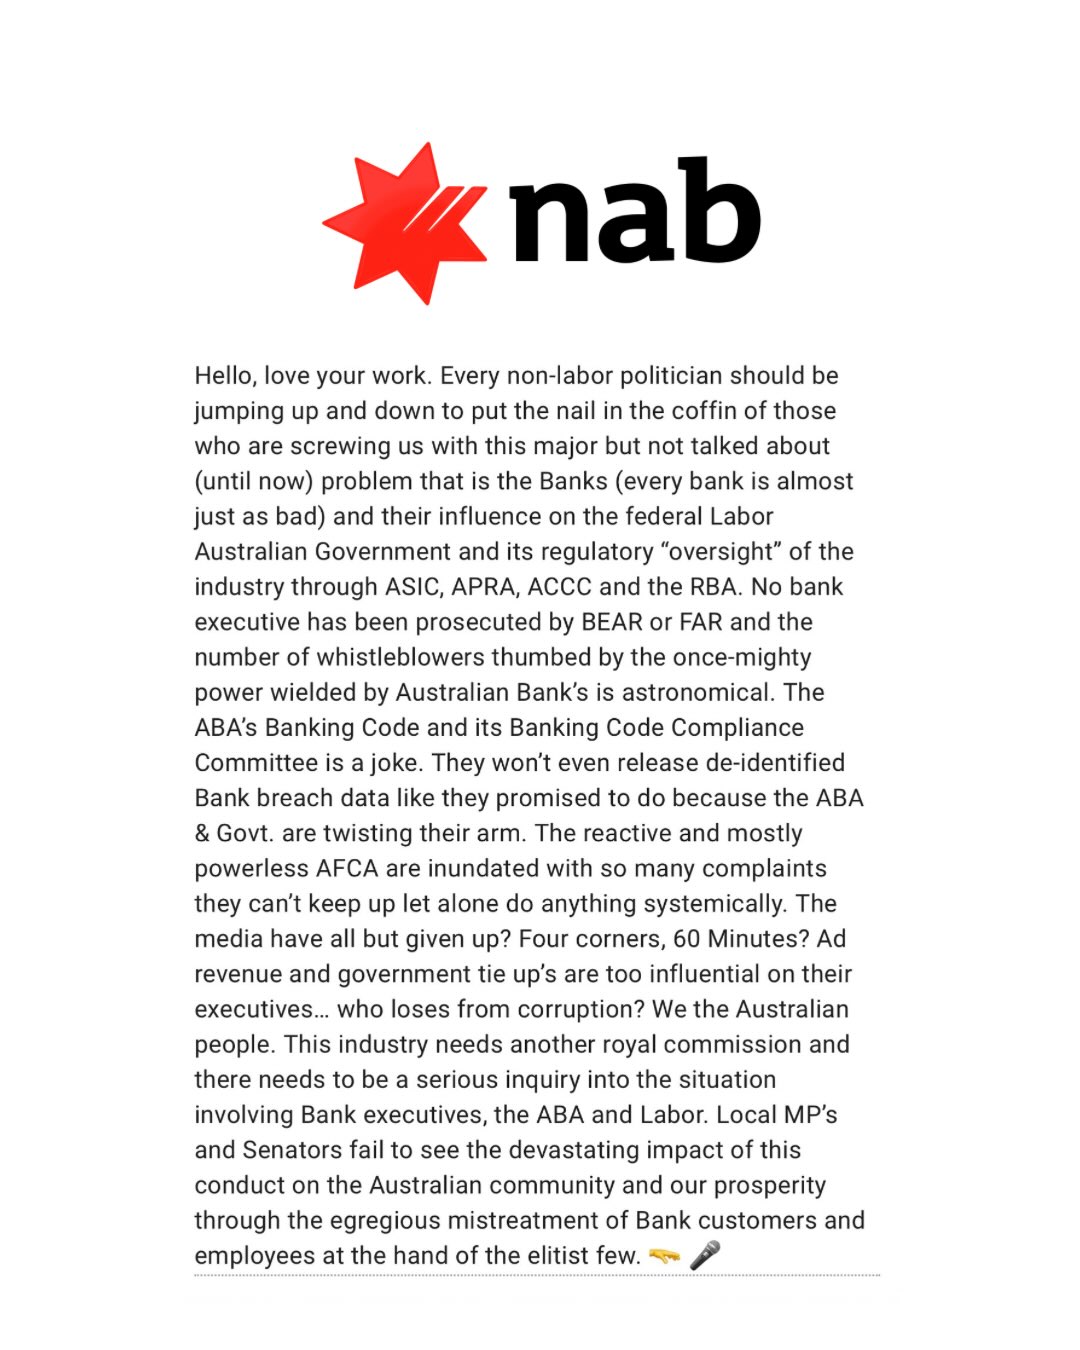 nab
Hello, love your work. Every non-labor politician should be
jumping up and down to put the nail in the coffin of those
who are screwing us with this major but not talked about
(until now) problem that is the Banks (every bank is almost
just as bad) and their influence on the federal Labor
Australian Government and its regulatory “oversight” of the
industry through ASIC, APRA, ACCC and the RBA. No bank
executive has been prosecuted by BEAR or FAR and the
number of whistleblowers thumbed by the once-mighty
power wielded by Australian Bank’s is astronomical. The
ABA’s Banking Code and its Banking Code Compliance
Committee is a joke. They won’t even release de-identified
Bank breach data like they promised to do because the ABA
& Govt. are twisting their arm. The reactive and mostly
powerless AFCA are inundated with so many complaints
they can’t keep up let alone do anything systemically. The
media have all but given up? Four corners, 60 Minutes? Ad
revenue and government tie up’s are too influential on their
executives… who loses from corruption? We the Australian
people. This industry needs another royal commission and
there needs to be a serious inquiry into the situation
involving Bank executives, the ABA and Labor. Local MP’s
and Senators fail to see the devastating impact of this
conduct on the Australian community and our prosperity
through the egregious mistreatment of Bank customers and
employees at the hand of the elitist few. 🫳 🎤